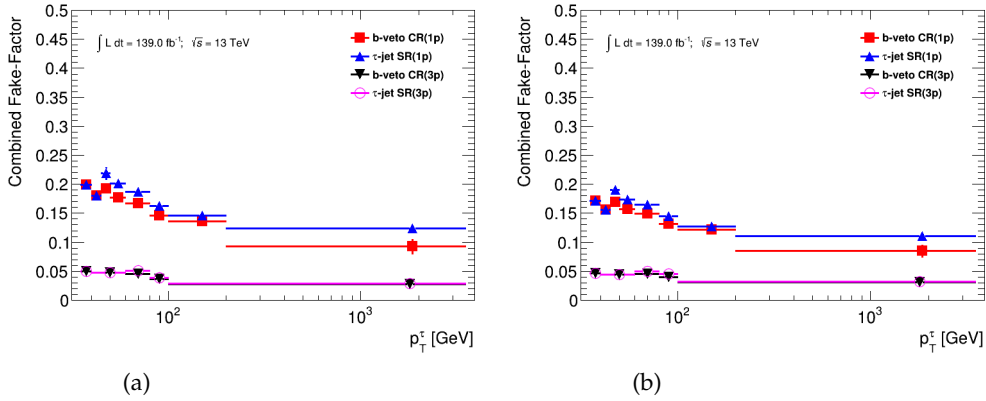 Combined Fake-Factor
0.5
0.45
0.4
0.35
0.3
0.25
0.2
0.15
0.1
0.05
0
∫ L dt = 139.0 fb⁻¹; √s = 13 TeV
b-veto CR(1p)
τ-jet SR(1p)
b-veto CR(3p)
τ-jet SR(3p)
10²
10³
p_T^τ [GeV]
(a)
Combined Fake-Factor
0.5
0.45
0.4
0.35
0.3
0.25
0.2
0.15
0.1
0.05
0
∫ L dt = 139.0 fb⁻¹; √s = 13 TeV
b-veto CR(1p)
τ-jet SR(1p)
b-veto CR(3p)
τ-jet SR(3p)
10²
10³
p_T^τ [GeV]
(b)